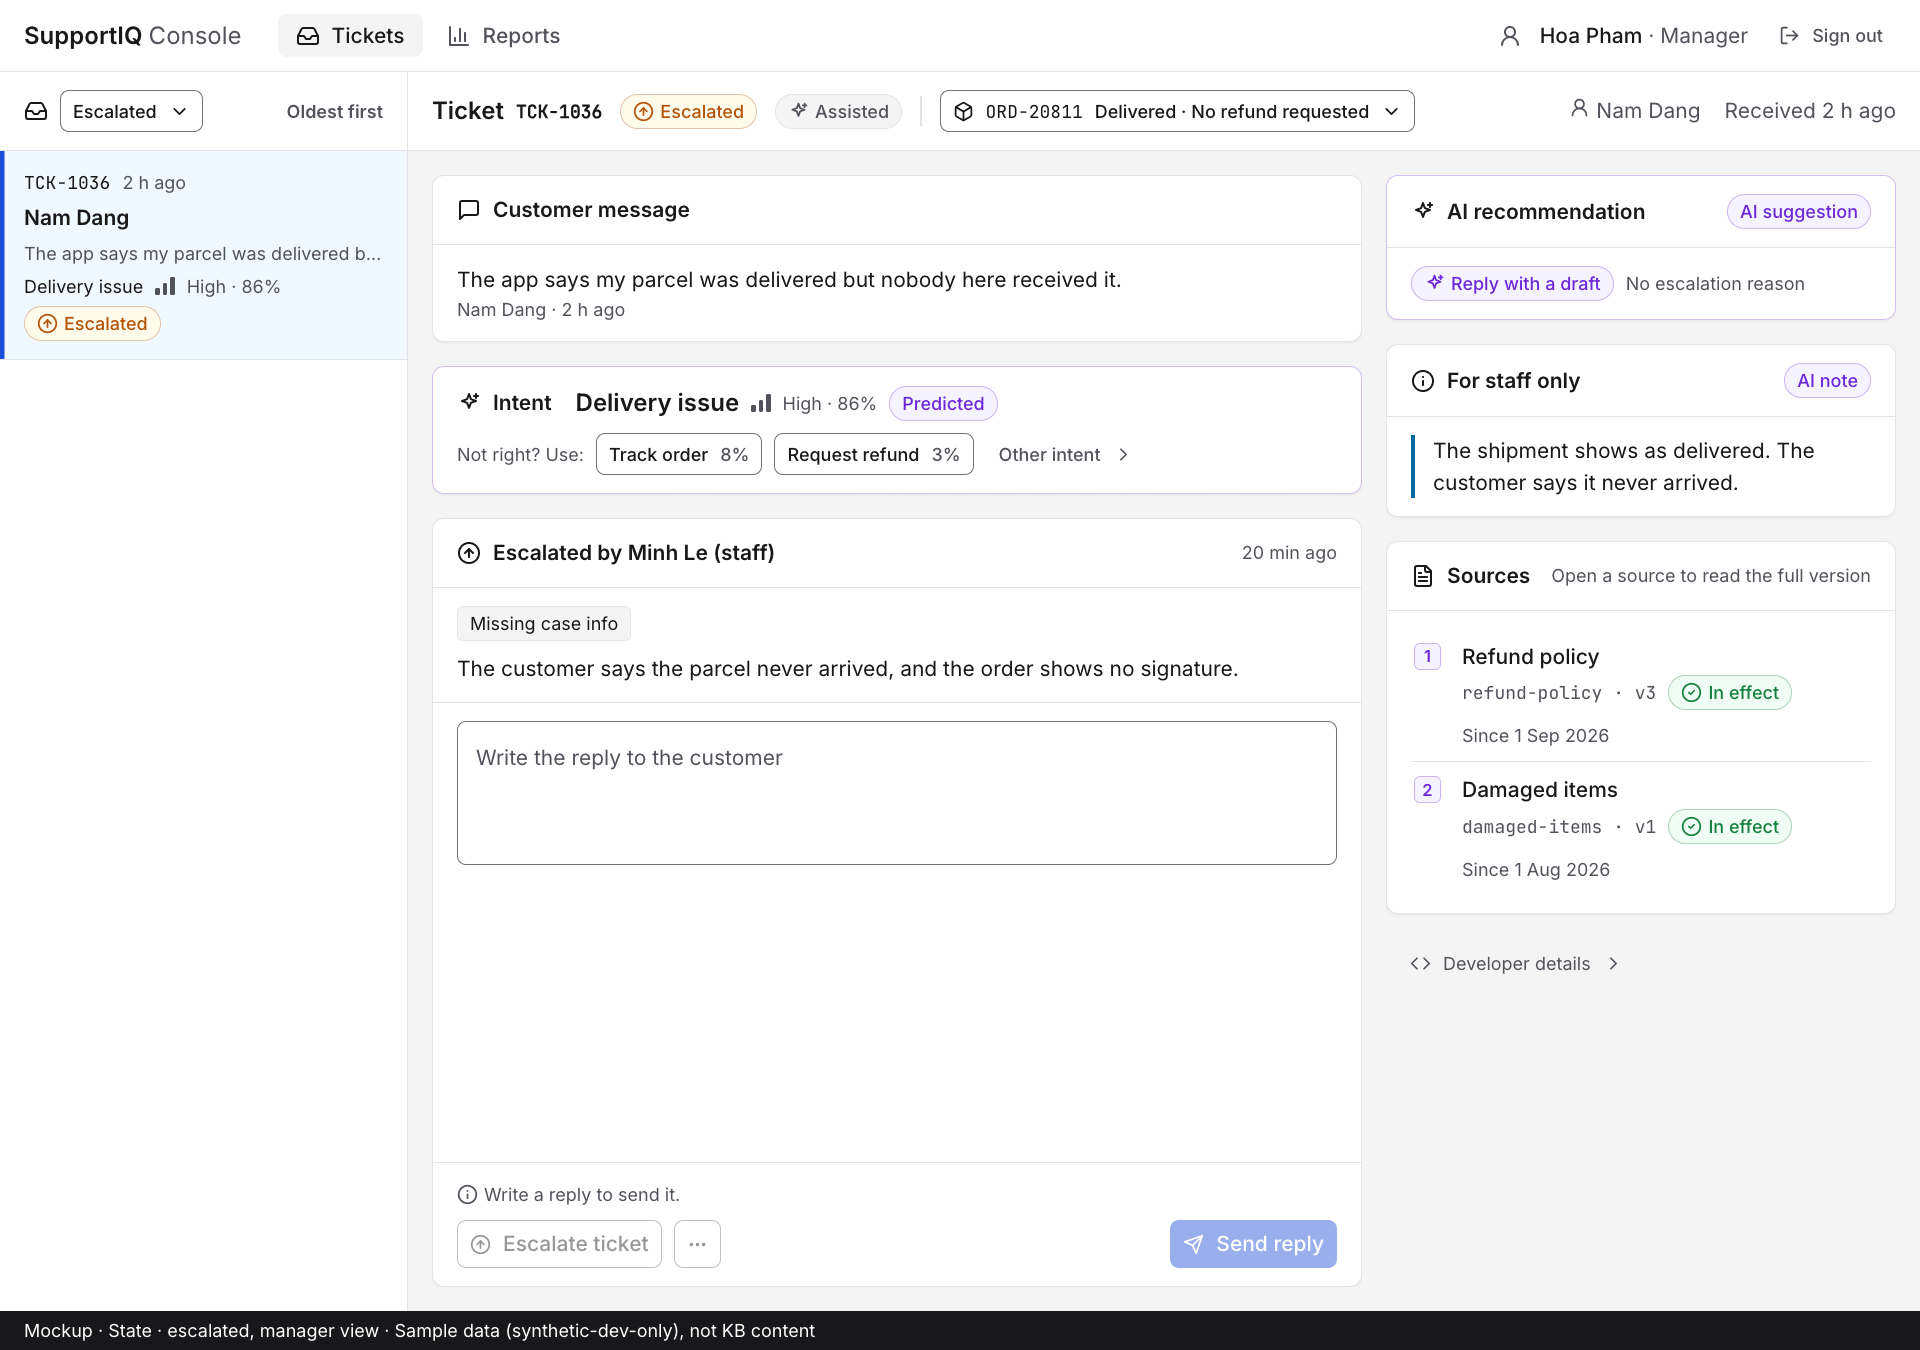 SupportIQ Console
Tickets
Reports
Hoa Pham · Manager
Sign out
Escalated
Oldest first
Ticket TCK-1036
Escalated
Assisted
ORD-20811 Delivered · No refund requested
Nam Dang
Received 2 h ago
TCK-1036 2 h ago
Nam Dang
The app says my parcel was delivered b...
Delivery issue High · 86%
Escalated
Customer message
The app says my parcel was delivered but nobody here received it.
Nam Dang · 2 h ago
Intent Delivery issue High · 86% Predicted
Not right? Use: Track order 8% Request refund 3% Other intent
Escalated by Minh Le (staff) 20 min ago
Missing case info
The customer says the parcel never arrived, and the order shows no signature.
Write the reply to the customer
Write a reply to send it.
Escalate ticket
...
Send reply
AI recommendation AI suggestion
Reply with a draft No escalation reason
For staff only AI note
The shipment shows as delivered. The
customer says it never arrived.
Sources Open a source to read the full version
1 Refund policy
refund-policy · v3 In effect
Since 1 Sep 2026
2 Damaged items
damaged-items · v1 In effect
Since 1 Aug 2026
Developer details
Mockup · State · escalated, manager view · Sample data (synthetic-dev-only), not KB content